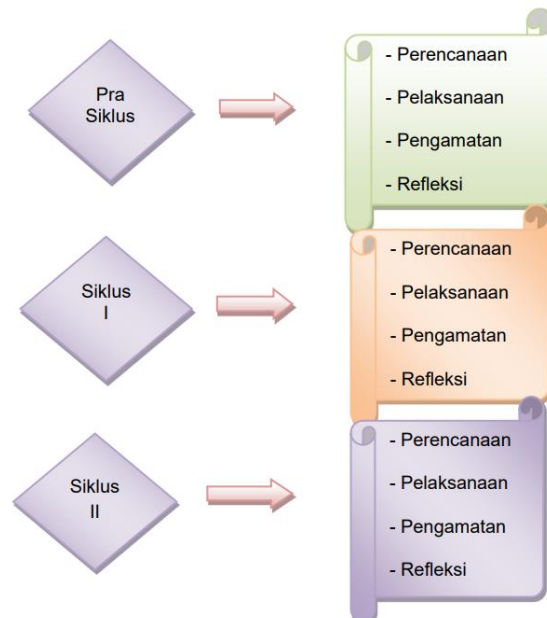 Pra
Siklus
- Perencanaan
- Pelaksanaan
- Pengamatan
- Refleksi
Siklus
I
- Perencanaan
- Pelaksanaan
- Pengamatan
- Refleksi
Siklus
II
- Perencanaan
- Pelaksanaan
- Pengamatan
- Refleksi